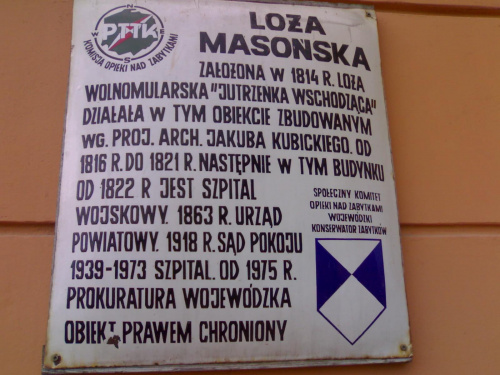 N
W PTTK E
S
KOMISJA OPIEKI NAD ZABYTKAMI
LOŻA
MASOŃSKA
ZAŁOŻONA W 1814 R. LOŻA
WOLNOMULARSKA "JUTRZENKA WSCHODZĄCA"
DZIAŁAŁA W TYM OBIEKCIE ZBUDOWANYM
WG. PROJ. ARCH. JAKUBA KUBICKIEGO. OD
1816 R. DO 1821 R. NASTĘPNIE W TYM BUDYNKU
OD 1822 R JEST SZPITAL
WOJSKOWY. 1863 R. URZĄD
POWIATOWY. 1918 R. SĄD POKOJU
1939-1973 SZPITAL. OD 1975 R.
PROKURATURA WOJEWÓDZKA
OBIEKT PRAWEM CHRONIONY
SPOŁECZNY KOMITET
OPIEKI NAD ZABYTKAMI
WOJEWÓDZKI
KONSERWATOR ZABYTKÓW